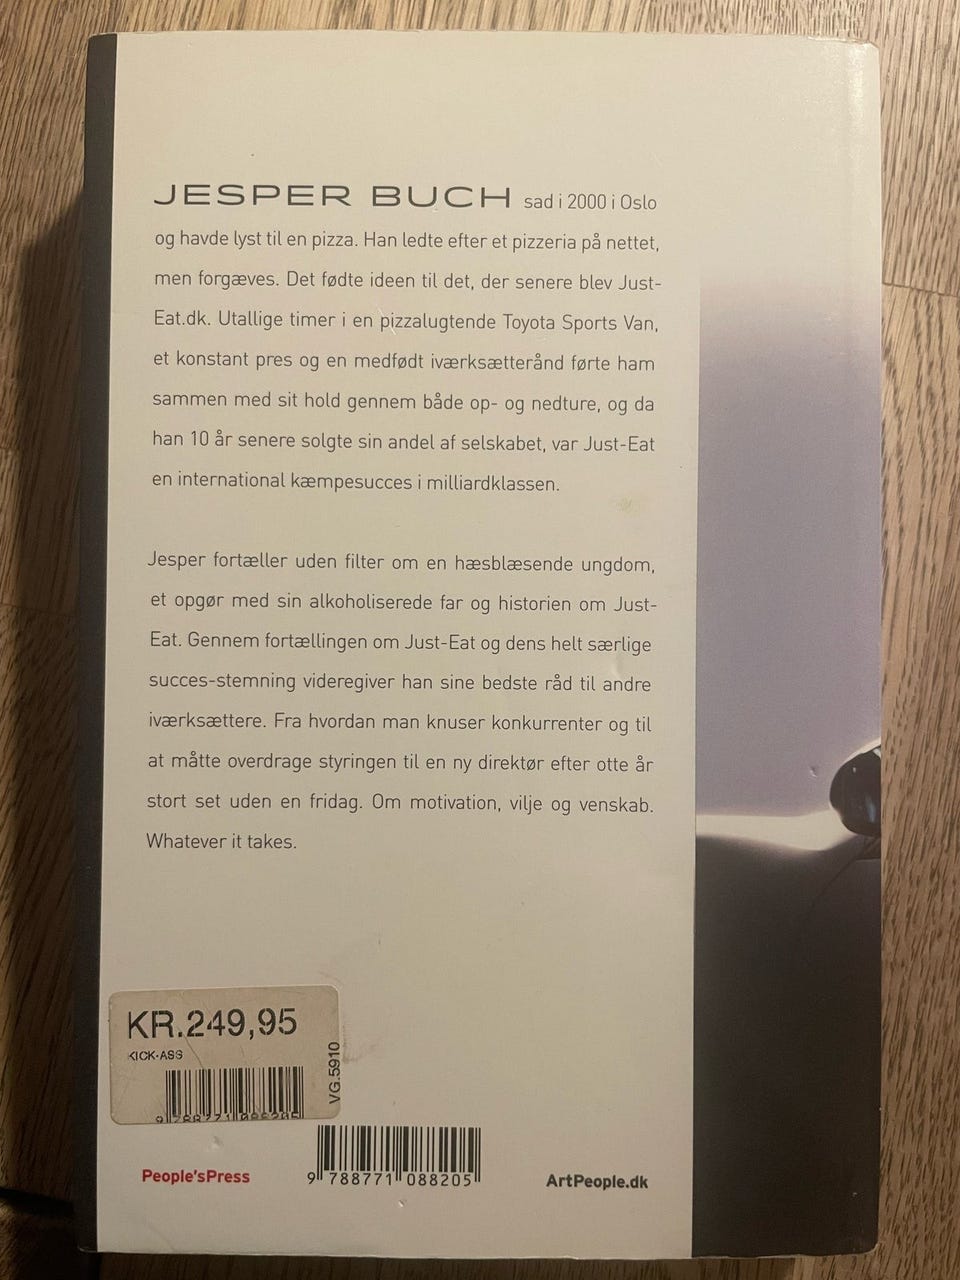 JESPER BUCH sad i 2000 i Oslo
og havde lyst til en pizza. Han ledte efter et pizzeria på nettet,
men forgæves. Det fødte ideen til det, der senere blev Just-
Eat.dk. Utallige timer i en pizzalugtende Toyota Sports Van,
et konstant pres og en medfødt iværksætterånd førte ham
sammen med sit hold gennem både op- og nedture, og da
han 10 år senere solgte sin andel af selskabet, var Just-Eat
en international kæmpesucces i milliardklassen.
Jesper fortæller uden filter om en hæsblæsende ungdom,
et opgør med sin alkoholiserede far og historien om Just-
Eat. Gennem fortællingen om Just-Eat og dens helt særlige
succes-stemning videregiver han sine bedste råd til andre
iværksættere. Fra hvordan man knuser konkurrenter og til
at måtte overdrage styringen til en ny direktør efter otte år
stort set uden en fridag. Om motivation, vilje og venskab.
Whatever it takes.
KR.249,95
KICK-ASS
VG.5910
9 788771 088205
People'sPress
9 788771 088205
ArtPeople.dk